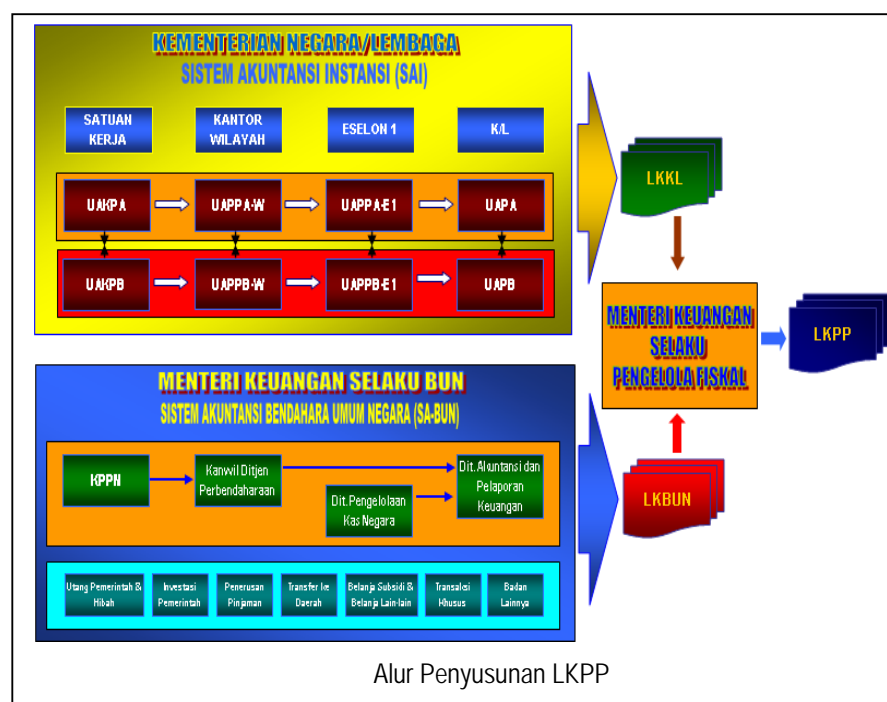 KEMENTERIAN NEGARA/LEMBAGA
SISTEM AKUNTANSI INSTANSI (SAI)
SATUAN
KERJA
KANTOR
WILAYAH
ESELON 1
K/L
UAKPA
UAPPA-W
UAPPA-E1
UAPA
UAKPB
UAPPB-W
UAPPB-E1
UAPB
LKKL
MENTERI KEUANGAN
SELAKU
PENGELOLA FISKAL
LKPP
MENTERI KEUANGAN SELAKU BUN
SISTEM AKUNTANSI BENDAHARA UMUM NEGARA (SA-BUN)
KPPN
Kanwil Ditjen
Perbendaharaan
Dit.Pengelolaan
Kas Negara
Dit. Akuntansi dan
Pelaporan
Keuangan
LKBUN
Utang Pemerintah &
Hibah
Investasi
Pemerintah
Penerusan
Pinjaman
Transfer ke
Daerah
Belanja Subsidi &
Belanja Lain-lain
Transaksi
Khusus
Badan
Lainnya
Alur Penyusunan LKPP